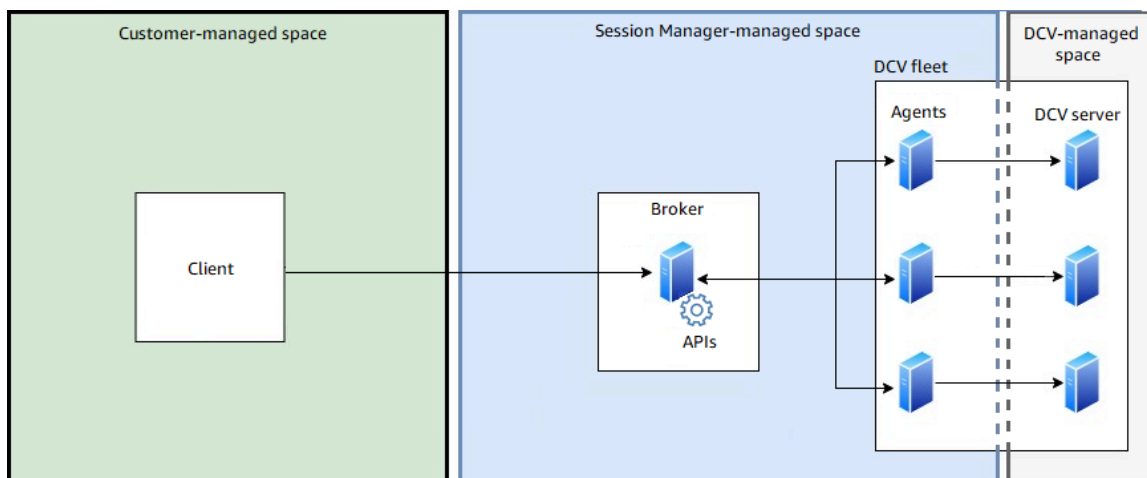 Customer-managed space
Session Manager-managed space
DCV-managed
space
DCV fleet
Agents
DCV server
Broker
Client
APIs